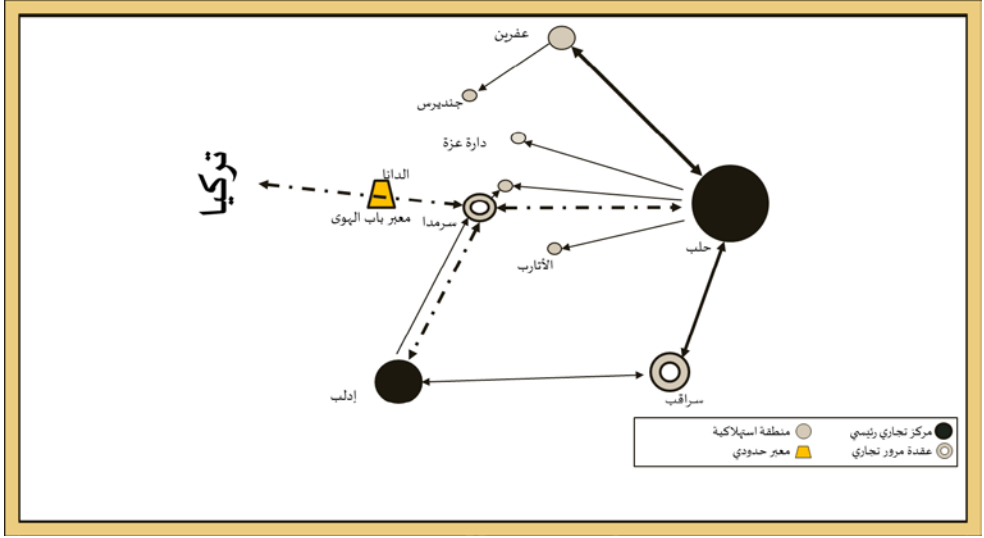 عفرين
جنديرس
دارة عزة
الدانا
تركيا
معبر باب الهوى
سرمدا
حلب
الأتارب
إدلب
سراقب
مركز تجاري رئيسي
منطقة استهلاكية
عقدة مرور تجاري
معبر حدودي